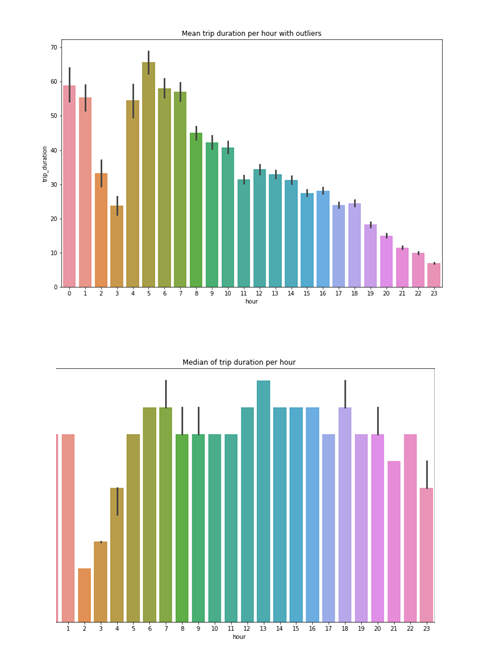 Mean trip duration per hour with outliers
70
60
50
40
30
20
10
0
trip_duration
0 1 2 3 4 5 6 7 8 9 10 11 12 13 14 15 16 17 18 19 20 21 22 23
hour
Median of trip duration per hour
1 2 3 4 5 6 7 8 9 10 11 12 13 14 15 16 17 18 19 20 21 22 23
hour